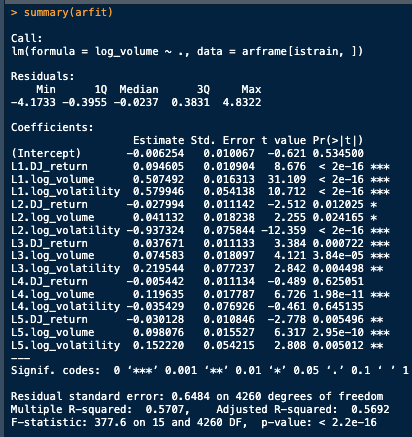 > summary(arfit)
Call:
lm(formula = log_volume ~ ., data = arframe[istrain, ])
Residuals:
    Min      1Q  Median      3Q     Max
-4.1733 -0.3955 -0.0237  0.3831  4.8322
Coefficients:
                   Estimate Std. Error t value Pr(>|t|)
(Intercept)       -0.006254   0.010067  -0.621 0.534500
L1.DJ_return       0.094605   0.010904   8.676  < 2e-16 ***
L1.log_volume      0.507492   0.016313  31.109  < 2e-16 ***
L1.log_volatility  0.579946   0.054138  10.712  < 2e-16 ***
L2.DJ_return      -0.027994   0.011142  -2.512 0.012025 *
L2.log_volume      0.041132   0.018238   2.255 0.024165 *
L2.log_volatility -0.937324   0.075844 -12.359  < 2e-16 ***
L3.DJ_return       0.037671   0.011133   3.384 0.000722 ***
L3.log_volume      0.074583   0.018097   4.121 3.84e-05 ***
L3.log_volatility  0.219544   0.077237   2.842 0.004498 **
L4.DJ_return      -0.005442   0.011134  -0.489 0.625051
L4.log_volume      0.119635   0.017787   6.726 1.98e-11 ***
L4.log_volatility -0.035429   0.076926  -0.461 0.645135
L5.DJ_return      -0.030128   0.010846  -2.778 0.005496 **
L5.log_volume      0.098076   0.015527   6.317 2.95e-10 ***
L5.log_volatility  0.152220   0.054215   2.808 0.005012 **
---
Signif. codes:  0 ‘***’ 0.001 ‘**’ 0.01 ‘*’ 0.05 ‘.’ 0.1 ‘ ’ 1
Residual standard error: 0.6484 on 4260 degrees of freedom
Multiple R-squared:  0.5707,	Adjusted R-squared:  0.5692
F-statistic: 377.6 on 15 and 4260 DF,  p-value: < 2.2e-16